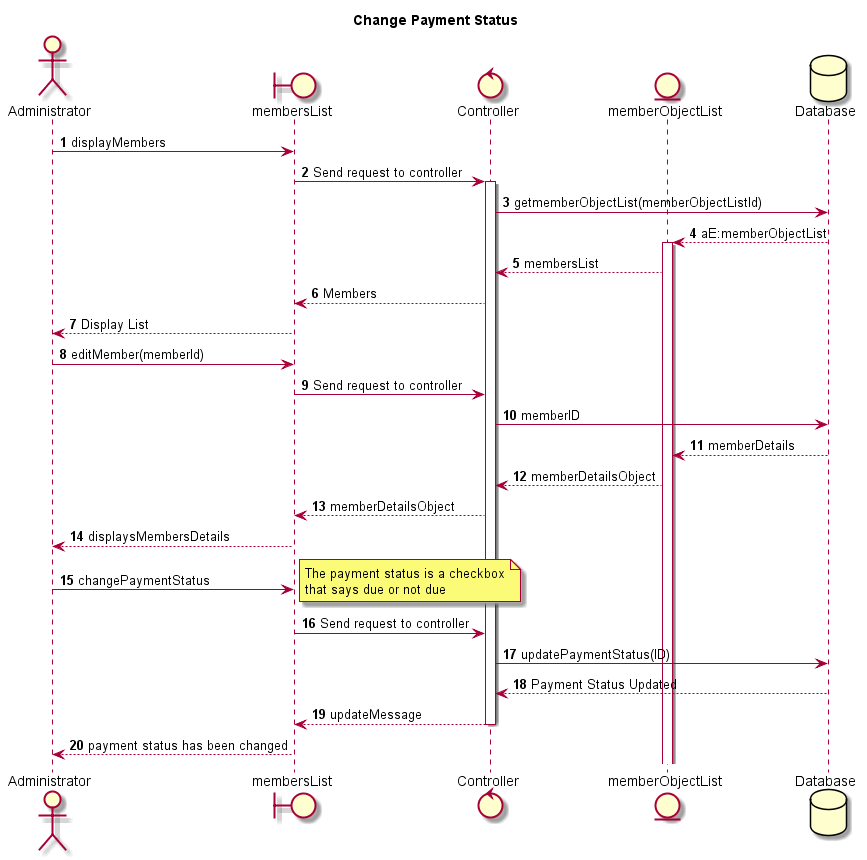 Change Payment Status
Administrator
membersList
Controller
memberObjectList
Database
1 displayMembers
2 Send request to controller
3 getmemberObjectList(memberObjectListId)
4 aE:memberObjectList
5 membersList
6 Members
7 Display List
8 editMember(memberId)
9 Send request to controller
10 memberID
11 memberDetails
12 memberDetailsObject
13 memberDetailsObject
14 displaysMembersDetails
15 changePaymentStatus
The payment status is a checkbox
that says due or not due
16 Send request to controller
17 updatePaymentStatus(ID)
18 Payment Status Updated
19 updateMessage
20 payment status has been changed
Administrator
membersList
Controller
memberObjectList
Database